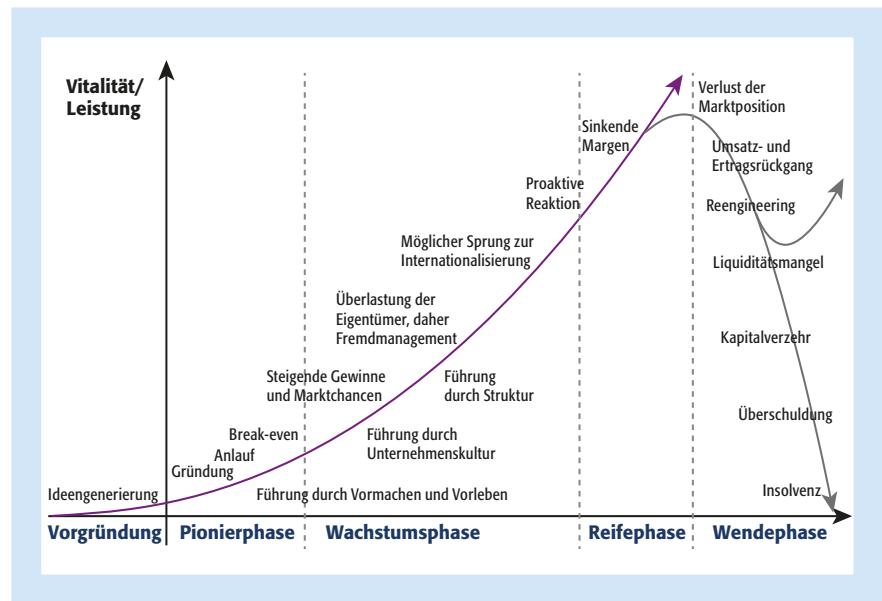 Vitalität/
Leistung
Verlust der
Marktposition
Sinkende
Margen
Umsatz- und
Ertragsrückgang
Proaktive
Reaktion
Reengineering
Möglicher Sprung zur
Internationalisierung
Liquiditätsmangel
Überlastung der
Eigentümer, daher
Fremdmanagement
Kapitalverzehr
Steigende Gewinne
und Marktchancen
Führung
durch Struktur
Überschuldung
Break-even
Führung durch
Unternehmenskultur
Anlauf
Gründung
Ideengenerierung
Führung durch Vormachen und Vorleben
Insolvenz
Vorgründung
Pionierphase
Wachstumsphase
Reifephase
Wendephase